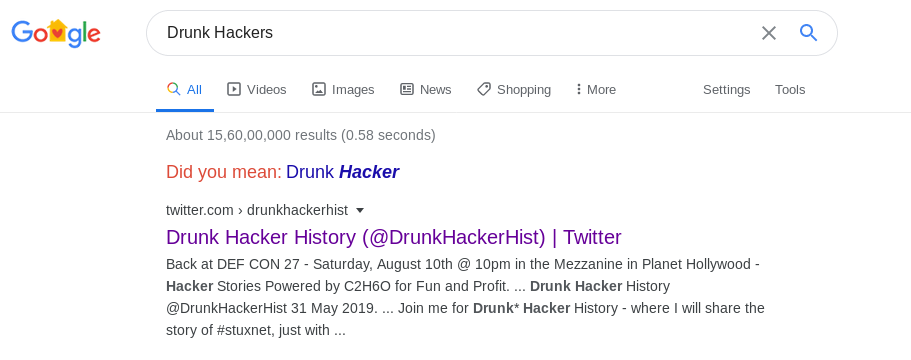 Google
Drunk Hackers
All Videos Images News Shopping More Settings Tools
About 15,60,00,000 results (0.58 seconds)
Did you mean: Drunk Hacker
twitter.com › drunkhackerhist
Drunk Hacker History (@DrunkHackerHist) | Twitter
Back at DEF CON 27 - Saturday, August 10th @ 10pm in the Mezzanine in Planet Hollywood -
Hacker Stories Powered by C2H6O for Fun and Profit. ... Drunk Hacker History
@DrunkHackerHist 31 May 2019. ... Join me for Drunk* Hacker History - where I will share the
story of #stuxnet, just with ...